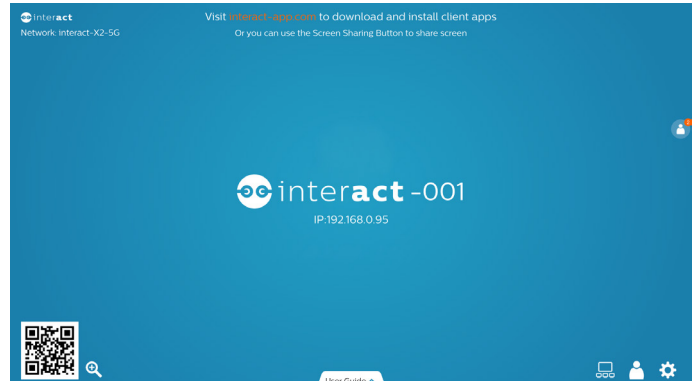 interact
Network: interact-X2-5G
Visit interact-app.com to download and install client apps
Or you can use the Screen Sharing Button to share screen
2
interact -001
IP:192.168.0.95
User Guide